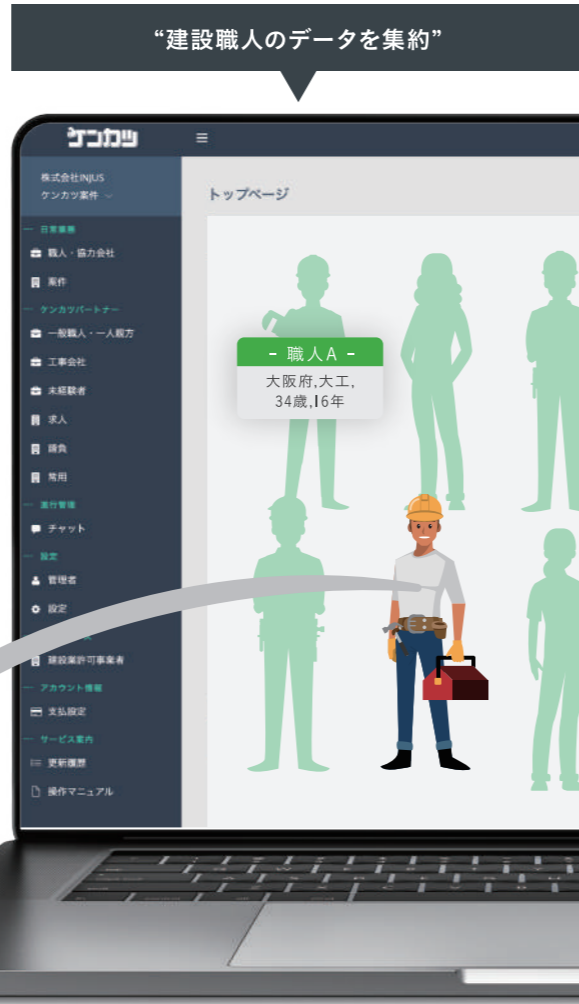 “建設職人のデータを集約”
ケンカツ
株式会社INJUS
ケンカツ案件
トップページ
日常業務
職人・協力会社
案件
ケンカツパートナー
一般職人・一人親方
工事会社
未経験者
求人
請負
常用
進行管理
チャット
設定
管理者
設定
建設業許可事業者
アカウント情報
支払設定
サービス案内
更新履歴
操作マニュアル
- 職人A -
大阪府,大工,
34歳,16年